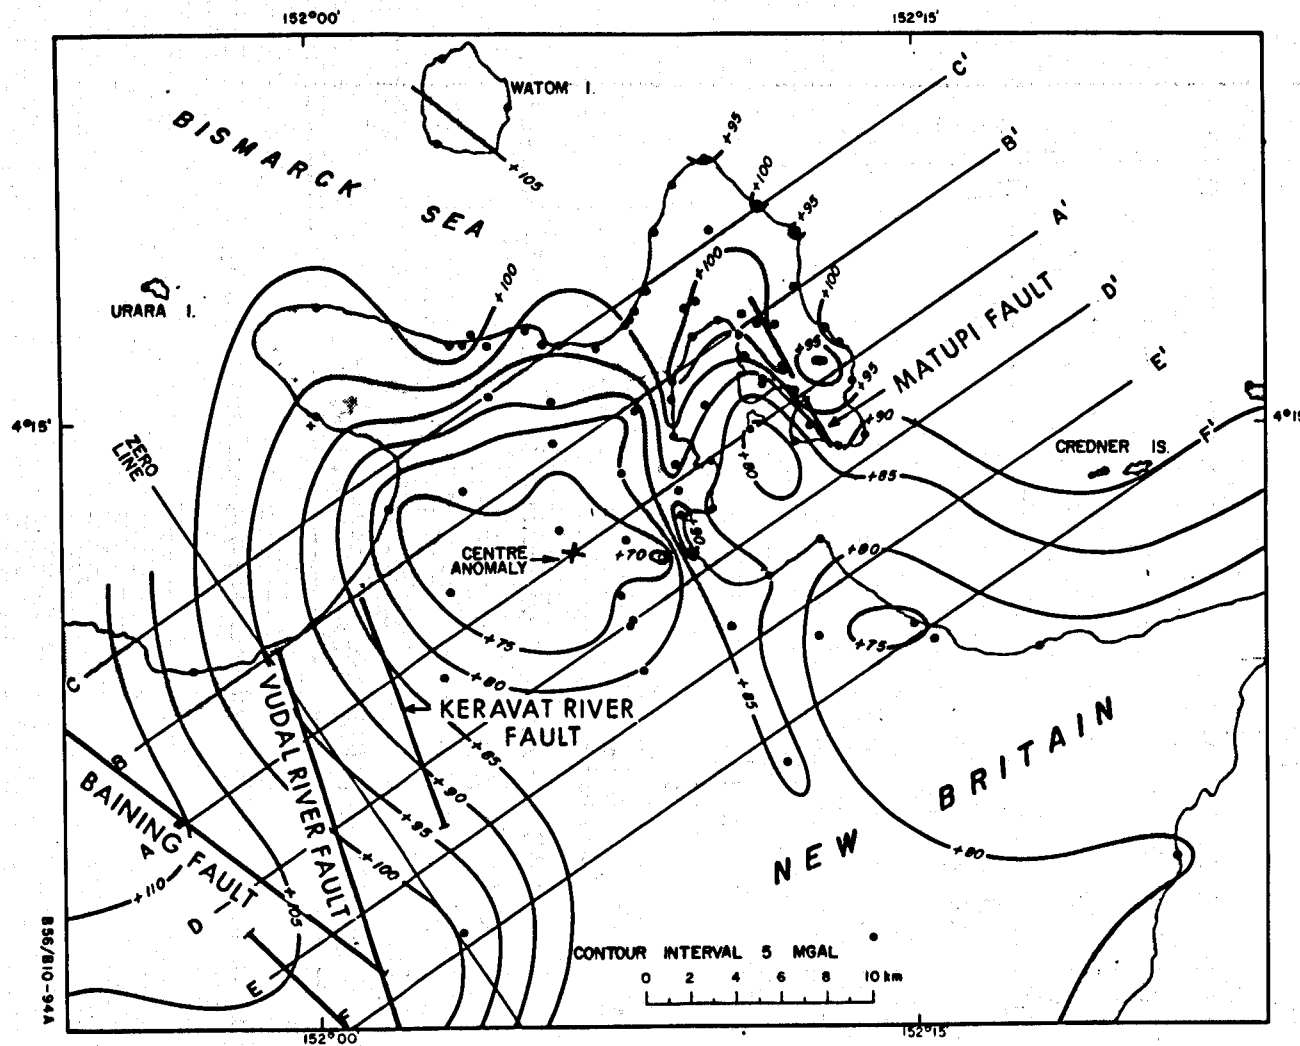 152°00'
152°15'
C'
WATOM I.
BISMARCK
SEA
+95
B'
+105
+100
+95
A'
+100
+100
+100
D'
URARA I.
MATUPI FAULT
+95
E'
+95
+90
4°15'
4°15
ZERO
LINE
F'
CREDNER IS.
+80
+85
+90
CENTRE
ANOMALY
+70
+80
+75
+75
+80
+85
C
KERAVAT RIVER
FAULT
VUDAL RIVER FAULT
+85
B
BAINING FAULT
+90
+95
NEW
BRITAIN
+80
A
+100
+110
+105
D
E
F
CONTOUR INTERVAL 5 MGAL
0 2 4 6 8 10 km
B56/B10-94A
152°00
152°15